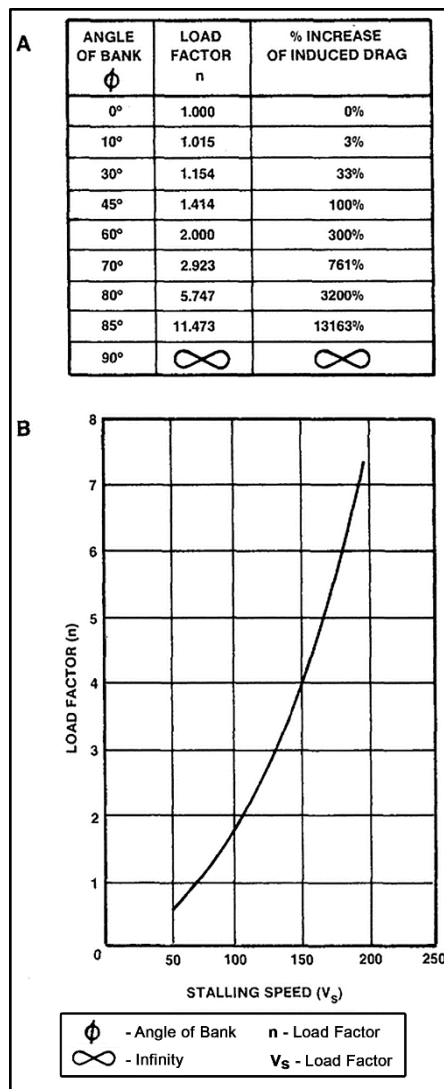 A
ANGLE OF BANK ϕ
LOAD FACTOR n
% INCREASE OF INDUCED DRAG
0° 1.000 0%
10° 1.015 3%
30° 1.154 33%
45° 1.414 100%
60° 2.000 300%
70° 2.923 761%
80° 5.747 3200%
85° 11.473 13163%
90° ∞ ∞
B
LOAD FACTOR (n)
8
7
6
5
4
3
2
1
0
50 100 150 200 250
STALLING SPEED (Vs)
ϕ - Angle of Bank n - Load Factor
∞ - Infinity Vs - Load Factor